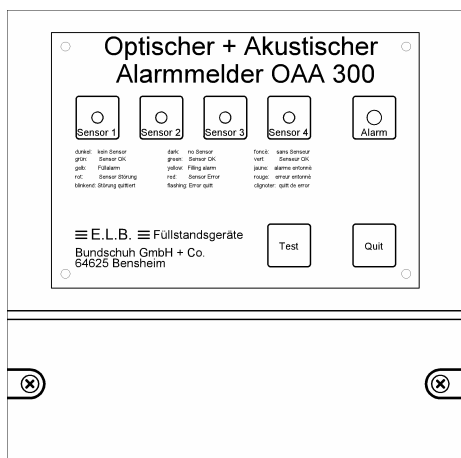 Optischer + Akustischer
Alarmmelder OAA 300
Sensor 1 Sensor 2 Sensor 3 Sensor 4 Alarm
dunkel: kein Sensor dark: no Sensor foncé: sans Senseur
grün: Sensor OK green: Sensor OK vert: Senseur OK
gelb: Füllalarm yellow: Filling alarm jaune: alarme entonné
rot: Sensor Störung red: Sensor Error rouge: erreur entonné
blinkend: Störung quittiert flashing: Error quitt clignoter: quitt de error
E.L.B. Füllstandsgeräte
Bundschuh GmbH + Co.
64625 Bensheim
Test Quit